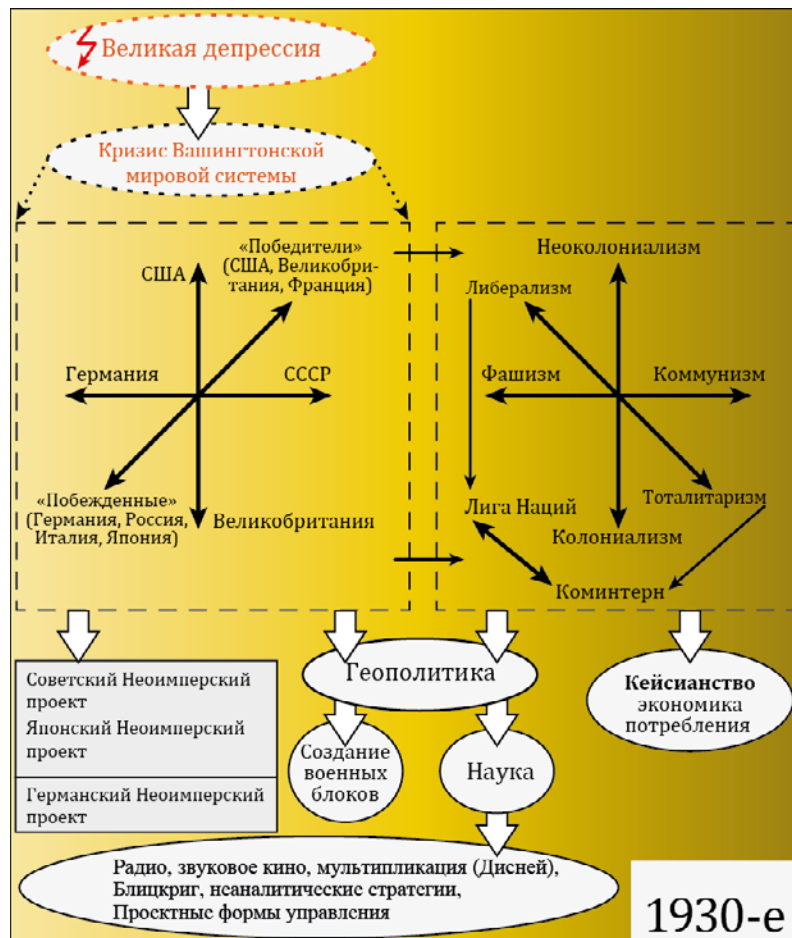 Великая депрессия
Кризис Вашингтонской
мировой системы
«Победители»
(США, Великобри-
тания, Франция)
США
Германия
СССР
«Побежденные»
(Германия, Россия,
Италия, Япония)
Великобритания
Неоколониализм
Либерализм
Фашизм
Коммунизм
Лига Наций
Тоталитаризм
Колониализм
Коминтерн
Советский Неоимперский
проект
Японский Неоимперский
проект
Германский Неоимперский
проект
Геополитика
Создание
военных
блоков
Наука
Кейсианство
экономика
потребления
Радио, звуковое кино, мультипликация (Дисней),
Блицкриг, неаналитические стратегии,
Проектные формы управления
1930-е